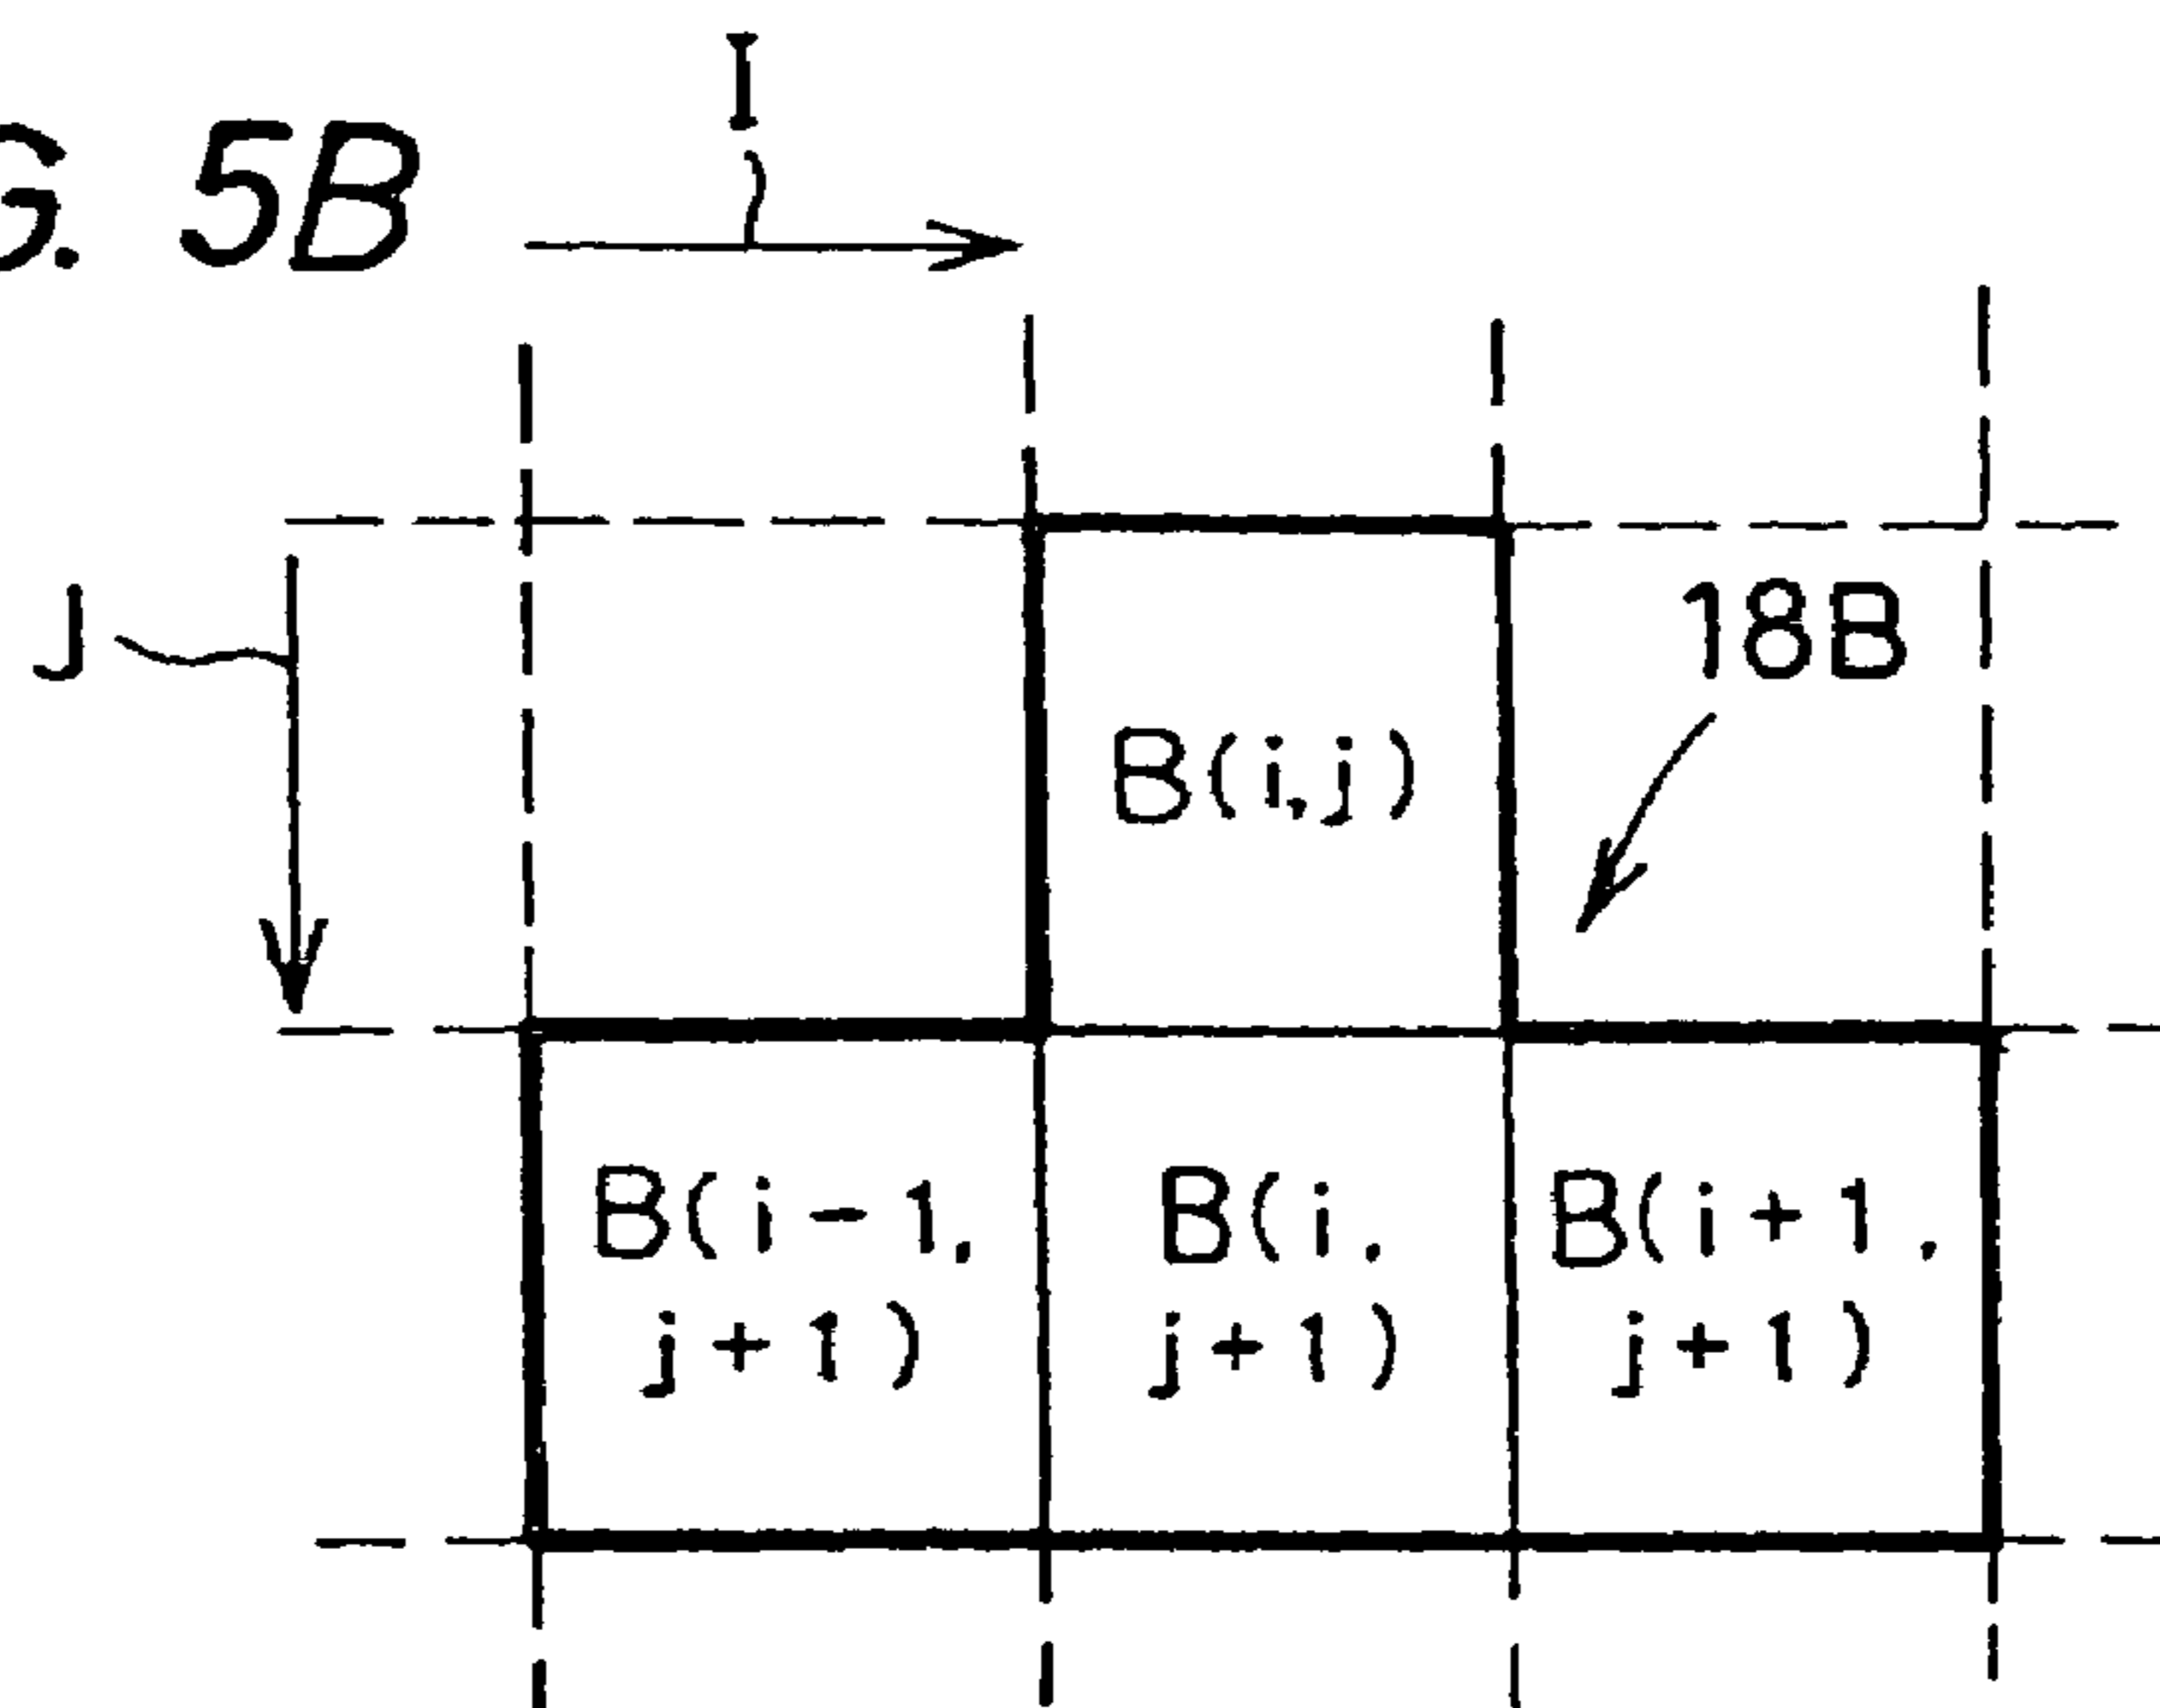 G. 5B
I
J
18B
B(i,j)
B(i-1,
j+1)
B(i,
j+1)
B(i+1,
j+1)